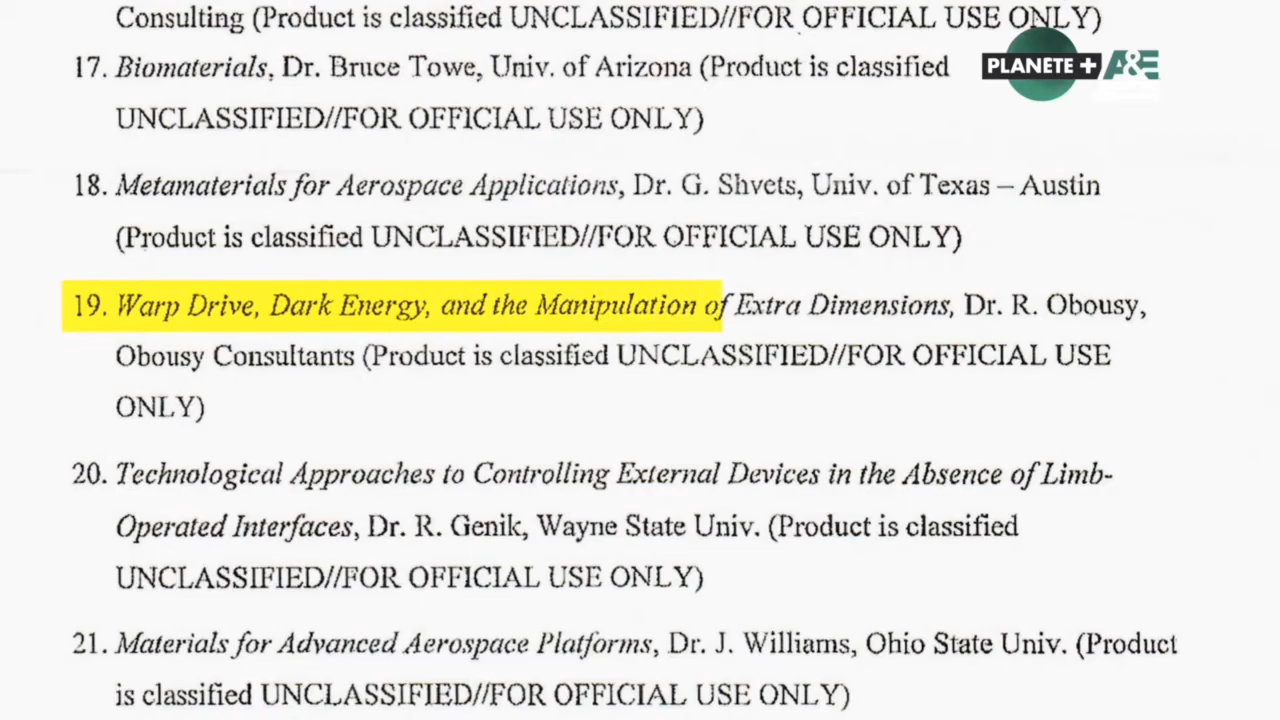 Consulting (Product is classified UNCLASSIFIED//FOR OFFICIAL USE ONLY)
PLANETE + A&E
17. Biomaterials, Dr. Bruce Towe, Univ. of Arizona (Product is classified
UNCLASSIFIED//FOR OFFICIAL USE ONLY)
18. Metamaterials for Aerospace Applications, Dr. G. Shvets, Univ. of Texas – Austin
(Product is classified UNCLASSIFIED//FOR OFFICIAL USE ONLY)
19. Warp Drive, Dark Energy, and the Manipulation of Extra Dimensions, Dr. R. Obousy,
Obousy Consultants (Product is classified UNCLASSIFIED//FOR OFFICIAL USE
ONLY)
20. Technological Approaches to Controlling External Devices in the Absence of Limb-
Operated Interfaces, Dr. R. Genik, Wayne State Univ. (Product is classified
UNCLASSIFIED//FOR OFFICIAL USE ONLY)
21. Materials for Advanced Aerospace Platforms, Dr. J. Williams, Ohio State Univ. (Product
is classified UNCLASSIFIED//FOR OFFICIAL USE ONLY)